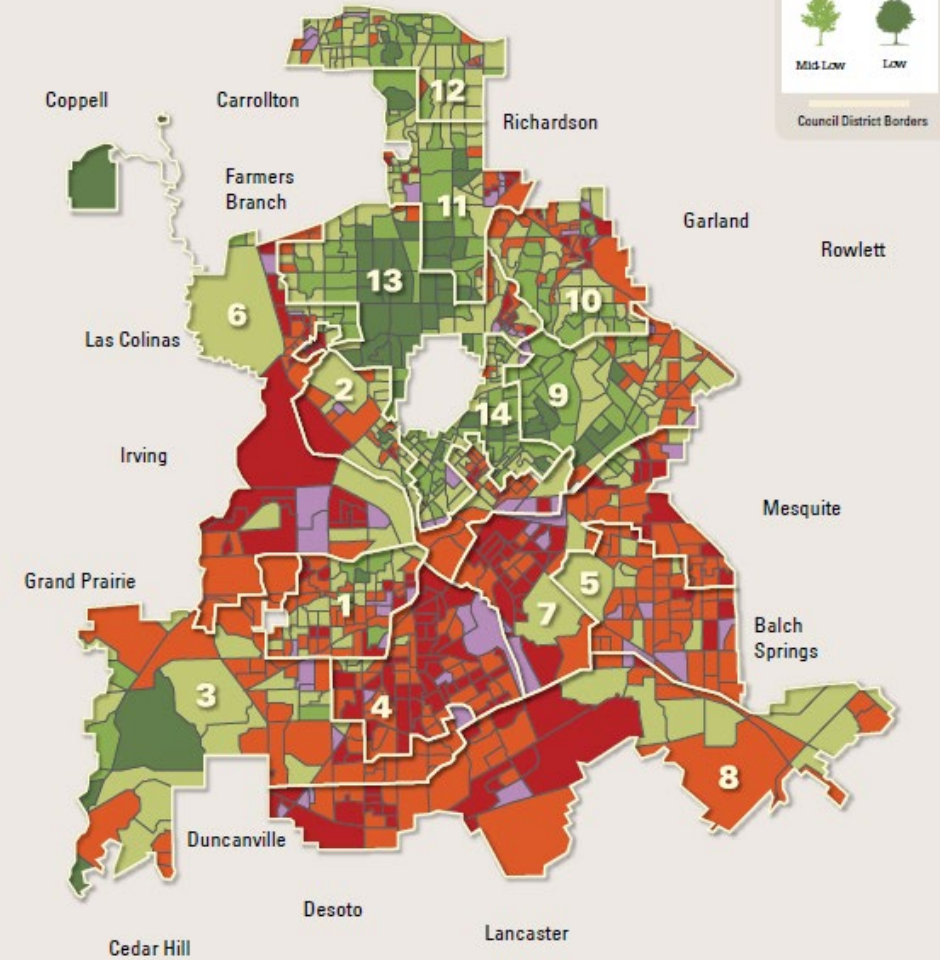 Mid-Low
Low
Council District Borders
Coppell
Carrollton
12
Richardson
Farmers
Branch
11
Garland
Rowlett
13
10
6
Las Colinas
2
9
14
Irving
Mesquite
Grand Prairie
5
1
7
Balch
Springs
3
4
8
Duncanville
Desoto
Lancaster
Cedar Hill